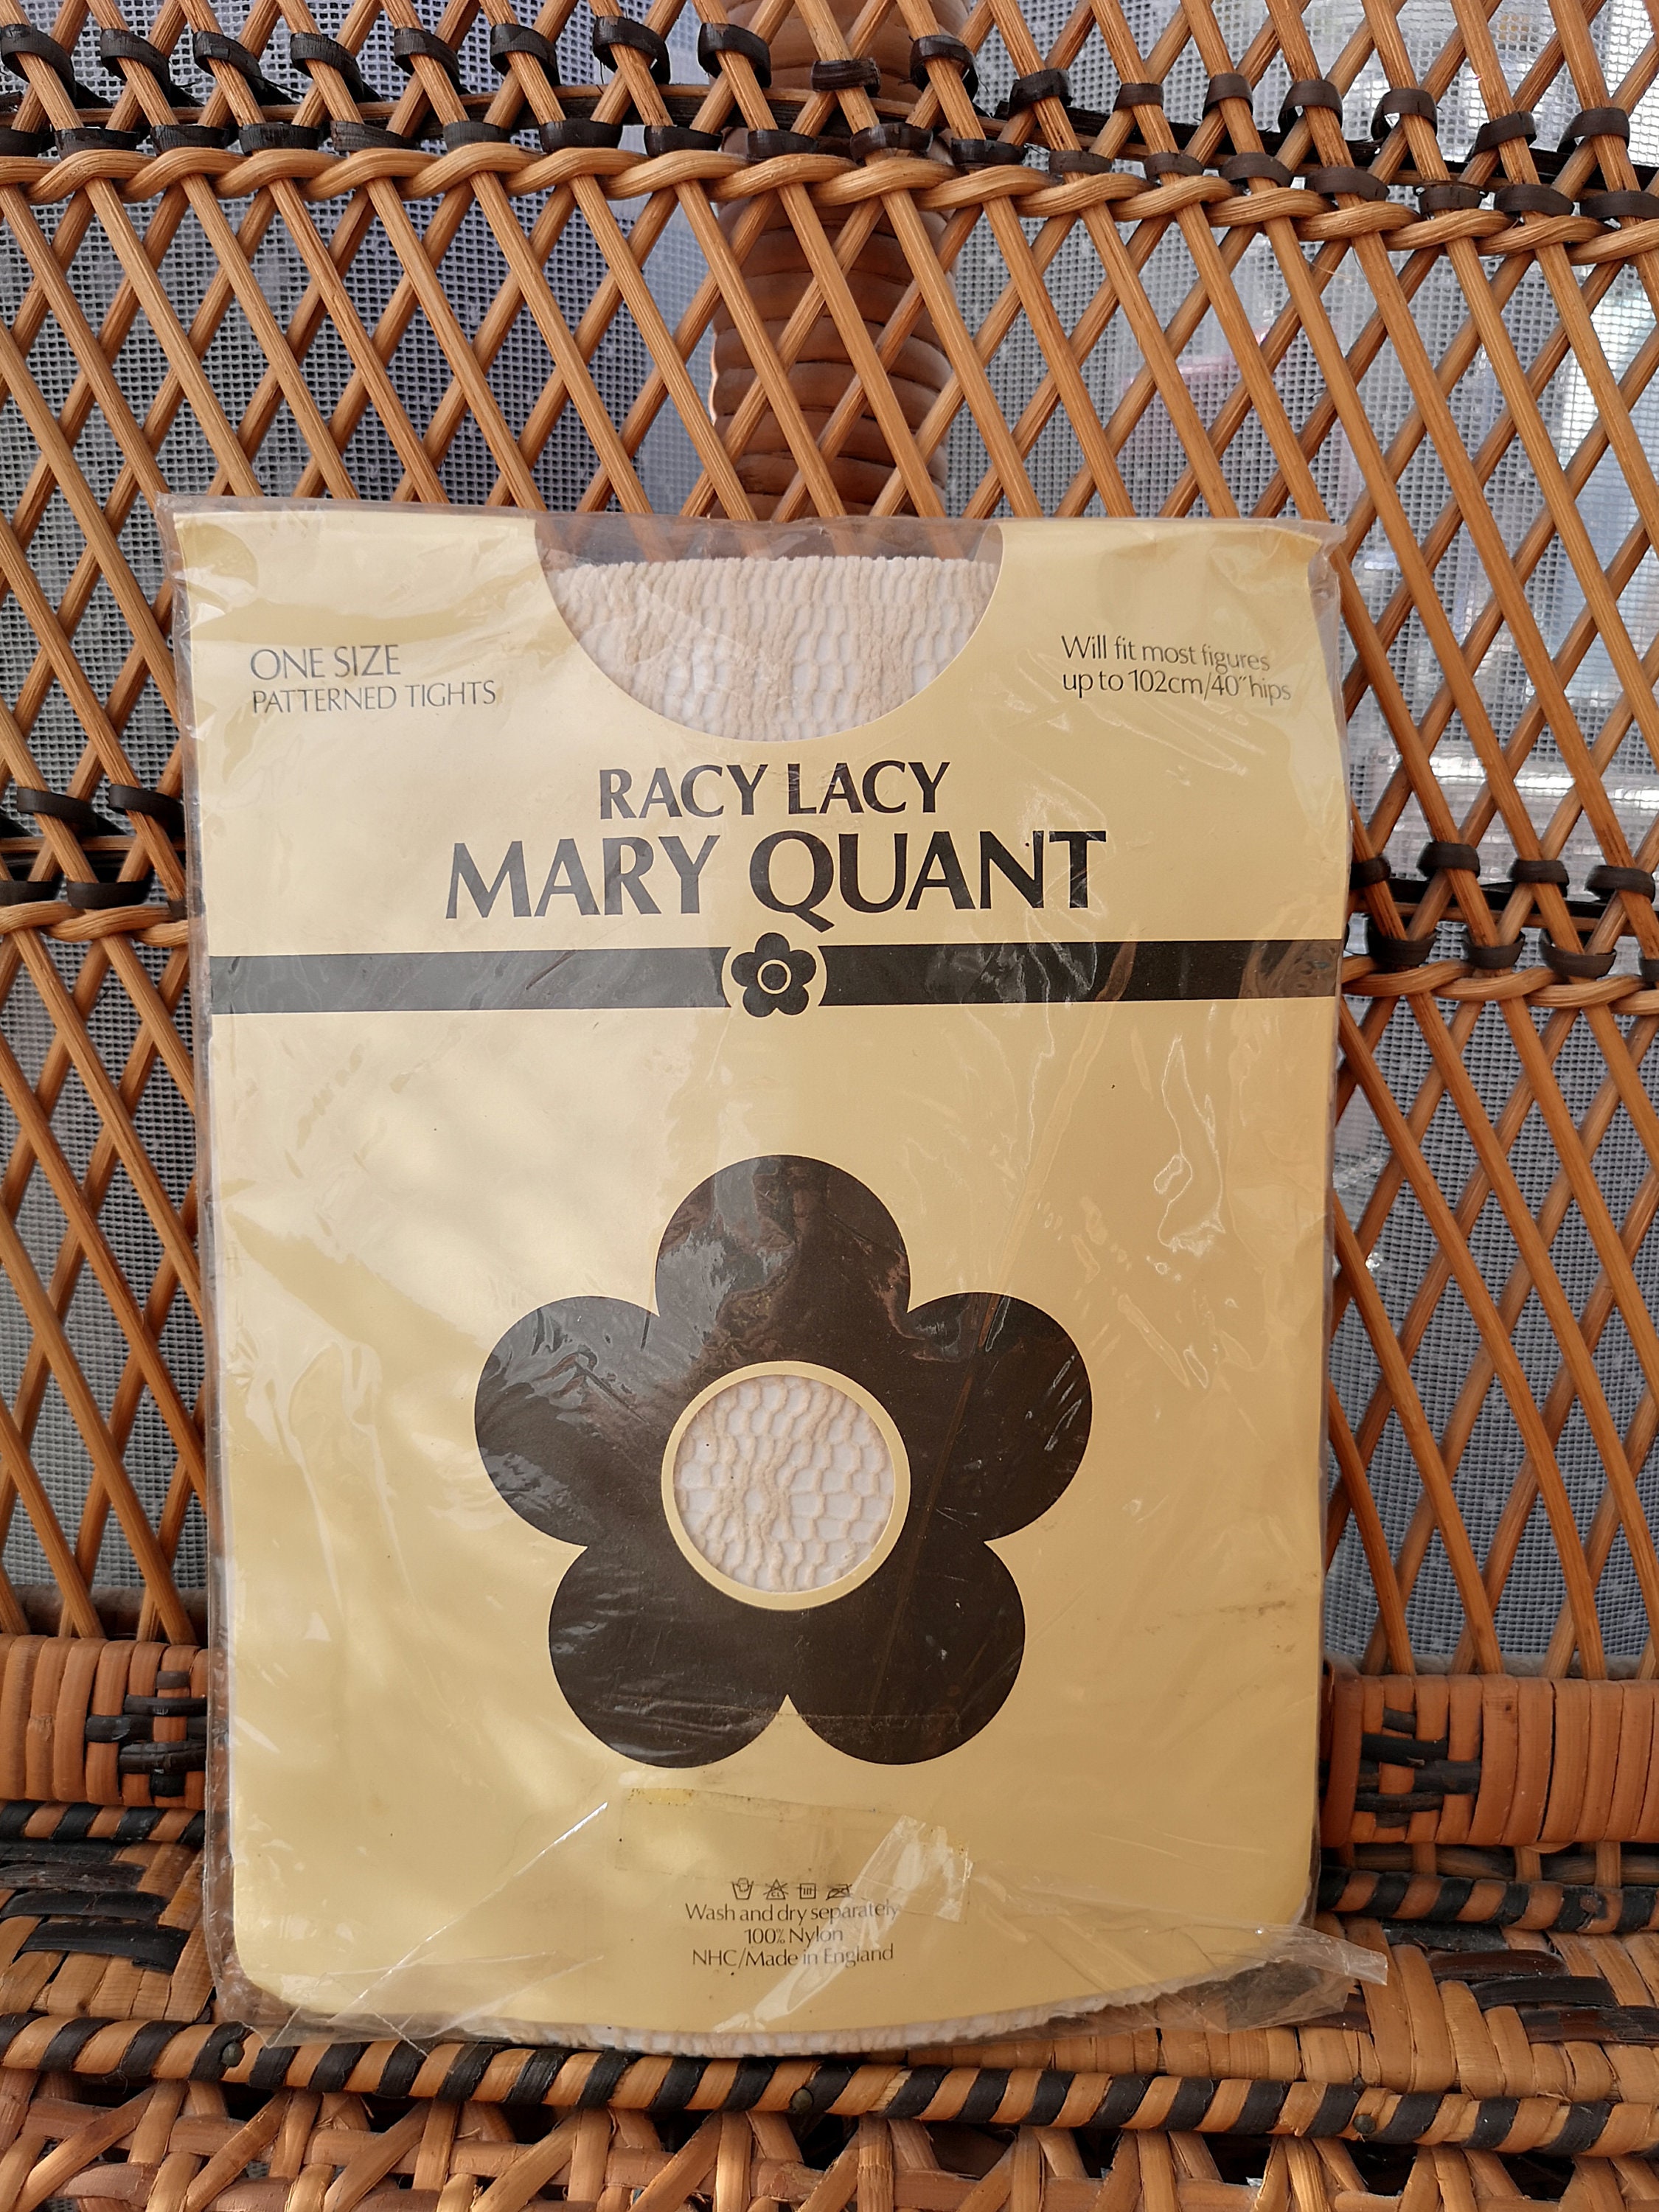 ONE SIZE
PATTERNED TIGHTS
Will fit most figures
up to 102cm/40″hips
RACY LACY
MARY QUANT
Wash and dry separately
100% Nylon
NHC/Made in England